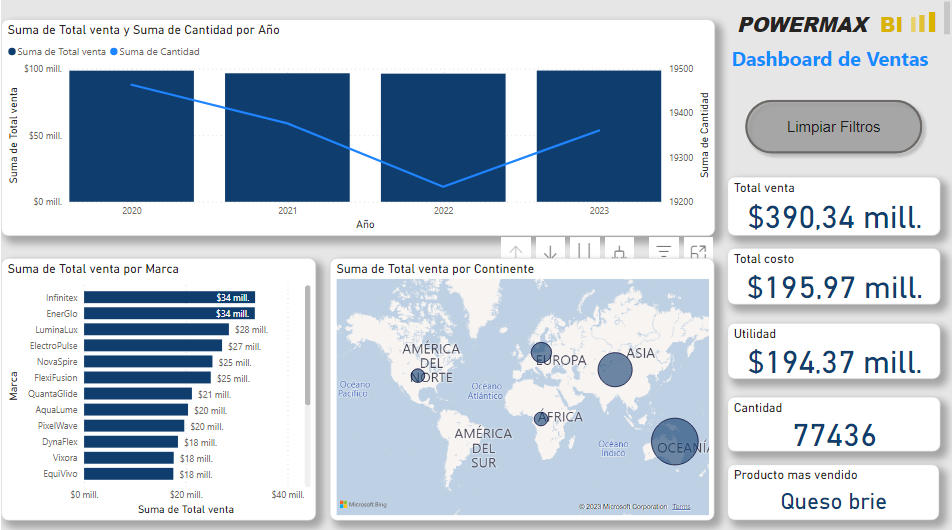 Suma de Total venta y Suma de Cantidad por Año
Suma de Total venta Suma de Cantidad
$100 mill.
$50 mill.
$0 mill.
Suma de Total venta
19500
19400
19300
19200
Suma de Cantidad
2020 2021 2022 2023
Año
POWERMAX BI
Dashboard de Ventas
Limpiar Filtros
Total venta
$390,34 mill.
Total costo
$195,97 mill.
Utilidad
$194,37 mill.
Cantidad
77436
Producto mas vendido
Queso brie
Suma de Total venta por Marca
Marca
Infinitex $34 mill.
EnerGlo $34 mill.
LuminaLux $28 mill.
ElectroPulse $27 mill.
NovaSpire $25 mill.
FlexiFusion $25 mill.
QuantaGlide $21 mill.
AquaLume $20 mill.
PixelWave $20 mill.
DynaFlex $18 mill.
Vixora $18 mill.
EquiVivo $18 mill.
$0 mill. $20 mill. $40 mill.
Suma de Total venta
Suma de Total venta por Continente
AMÉRICA
DEL
NORTE
EUROPA
ASIA
Océano
Pacífico
Océano
Atlántico
ÁFRICA
AMÉRICA
DEL
SUR
Océano
Índico
OCEANÍ
Microsoft Bing
© 2023 Microsoft Corporation Terms